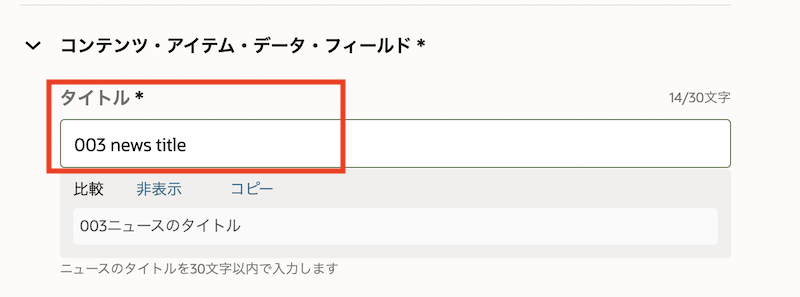 コンテンツ・アイテム・データ・フィールド *
タイトル * 14/30文字
003 news title
比較 非表示 コピー
003ニュースのタイトル
ニュースのタイトルを30文字以内で入力します